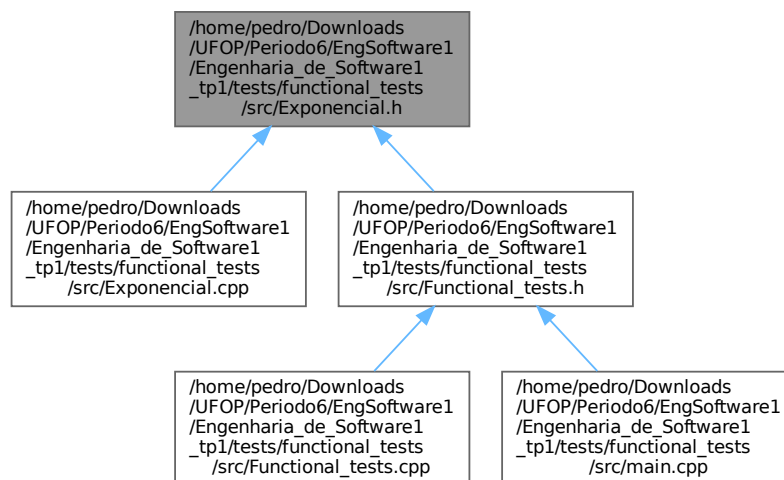 /home/pedro/Downloads
/UFOP/Periodo6/EngSoftware1
/Engenharia_de_Software1
_tp1/tests/functional_tests
/src/Exponencial.h
/home/pedro/Downloads
/UFOP/Periodo6/EngSoftware1
/Engenharia_de_Software1
_tp1/tests/functional_tests
/src/Exponencial.cpp
/home/pedro/Downloads
/UFOP/Periodo6/EngSoftware1
/Engenharia_de_Software1
_tp1/tests/functional_tests
/src/Functional_tests.h
/home/pedro/Downloads
/UFOP/Periodo6/EngSoftware1
/Engenharia_de_Software1
_tp1/tests/functional_tests
/src/Functional_tests.cpp
/home/pedro/Downloads
/UFOP/Periodo6/EngSoftware1
/Engenharia_de_Software1
_tp1/tests/functional_tests
/src/main.cpp